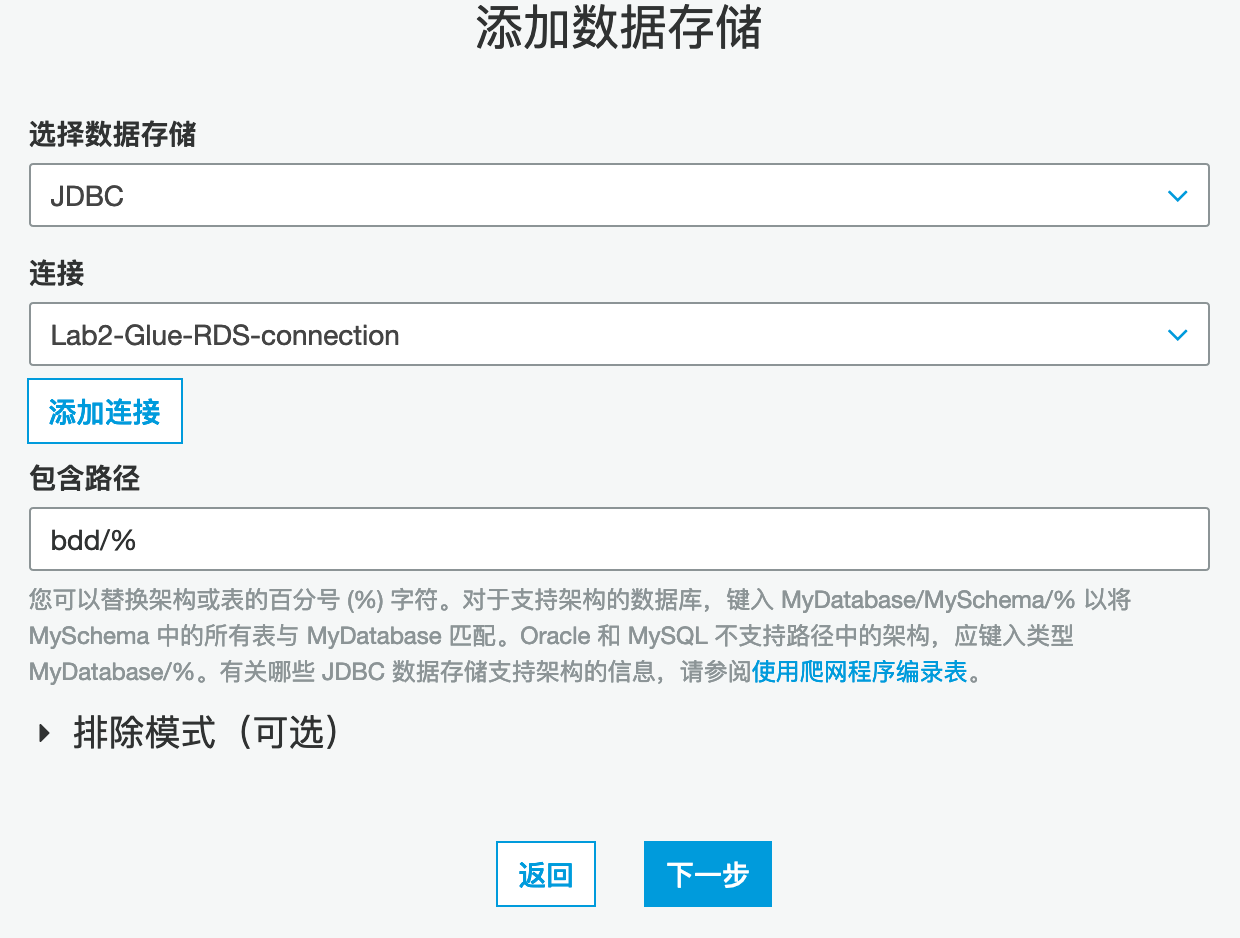 添加数据存储
选择数据存储
JDBC
连接
Lab2-Glue-RDS-connection
添加连接
包含路径
bdd/%
您可以替换架构或表的百分号 (%) 字符。对于支持架构的数据库，键入 MyDatabase/MySchema/% 以将
MySchema 中的所有表与 MyDatabase 匹配。Oracle 和 MySQL 不支持路径中的架构，应键入类型
MyDatabase/%。有关哪些 JDBC 数据存储支持架构的信息，请参阅使用爬网程序编录表。
排除模式（可选）
返回
下一步